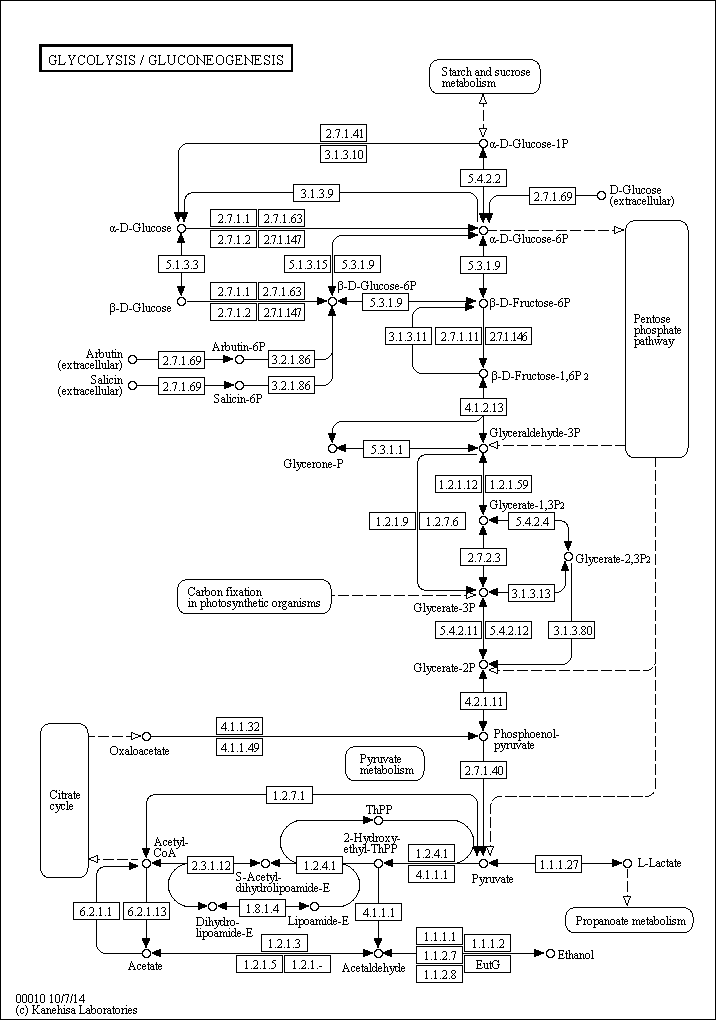 GLYCOLYSIS / GLUCONEOGENESIS
Starch and sucrose
metabolism
2.7.1.41
3.1.3.10
α-D-Glucose-1P
5.4.2.2
3.1.3.9
2.7.1.69
D-Glucose
(extracellular)
α-D-Glucose
2.7.1.1
2.7.1.63
2.7.1.2
2.7.1.147
α-D-Glucose-6P
5.1.3.3
5.1.3.15
5.3.1.9
5.3.1.9
β-D-Glucose-6P
β-D-Glucose
2.7.1.1
2.7.1.63
2.7.1.2
2.7.1.147
5.3.1.9
β-D-Fructose-6P
Pentose
phosphate
pathway
3.1.3.11
2.7.1.11
2.7.1.146
Arbutin
(extracellular)
2.7.1.69
Arbutin-6P
3.2.1.86
Salicin
(extracellular)
2.7.1.69
Salicin-6P
3.2.1.86
β-D-Fructose-1,6P2
4.1.2.13
Glyceraldehyde-3P
Glycerone-P
5.3.1.1
1.2.1.12
1.2.1.59
Glycerate-1,3P2
1.2.1.9
1.2.7.6
5.4.2.4
2.7.2.3
Glycerate-2,3P2
Carbon fixation
in photosynthetic organisms
3.1.3.13
Glycerate-3P
5.4.2.11
5.4.2.12
3.1.3.80
Glycerate-2P
4.2.1.11
4.1.1.32
Oxaloacetate
4.1.1.49
Phosphoenol-
pyruvate
Pyruvate
metabolism
2.7.1.40
Citrate
cycle
1.2.7.1
ThPP
Acetyl-
CoA
2-Hydroxy-
ethyl-ThPP
2.3.1.12
1.2.4.1
1.2.4.1
4.1.1.1
Pyruvate
1.1.1.27
L-Lactate
S-Acetyl-
dihydrolipoamide-E
6.2.1.1
6.2.1.13
1.8.1.4
Dihydro-
lipoamide-E
Lipoamide-E
4.1.1.1
Propanoate metabolism
1.2.1.3
1.2.1.5
1.2.1.-
Acetate
Acetaldehyde
1.1.1.1
1.1.1.2
1.1.2.7
EutG
1.1.2.8
Ethanol
00010 10/7/14
(c) Kanehisa Laboratories